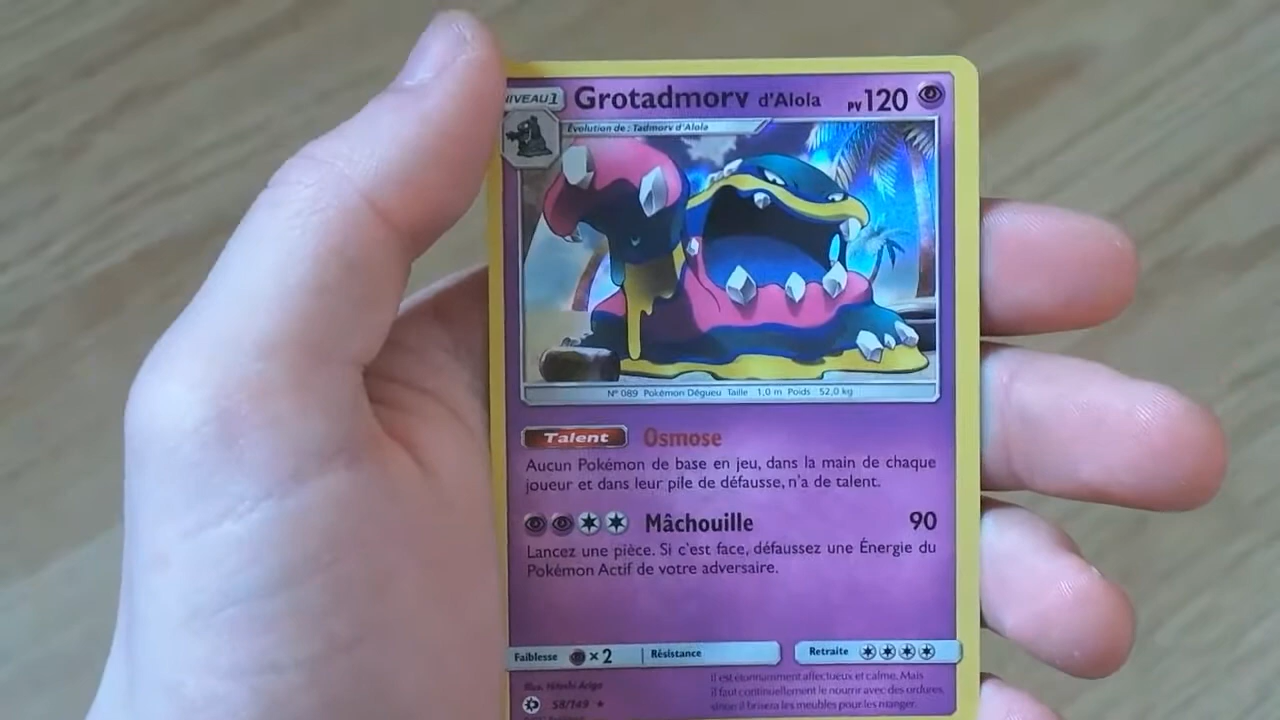 NIVEAU 1 Grotadmorv d'Alola PV 120
Évolution de : Tadmorv d'Alola
N° 089 Pokémon Dégueu Taille 1,0 m Poids 52,0 kg
Talent Osmose
Aucun Pokémon de base en jeu, dans la main de chaque
joueur et dans leur pile de défausse, n'a de talent.
Mâchouille 90
Lancez une pièce. Si c'est face, défaussez une Énergie du
Pokémon Actif de votre adversaire.
Faiblesse ×2 Résistance Retraite
Illus. Hitoshi Ariga
58/149
Il est étonnamment affectueux et calme. Mais
il faut continuellement le nourrir avec des ordures,
sinon il brisera les meubles pour les manger.